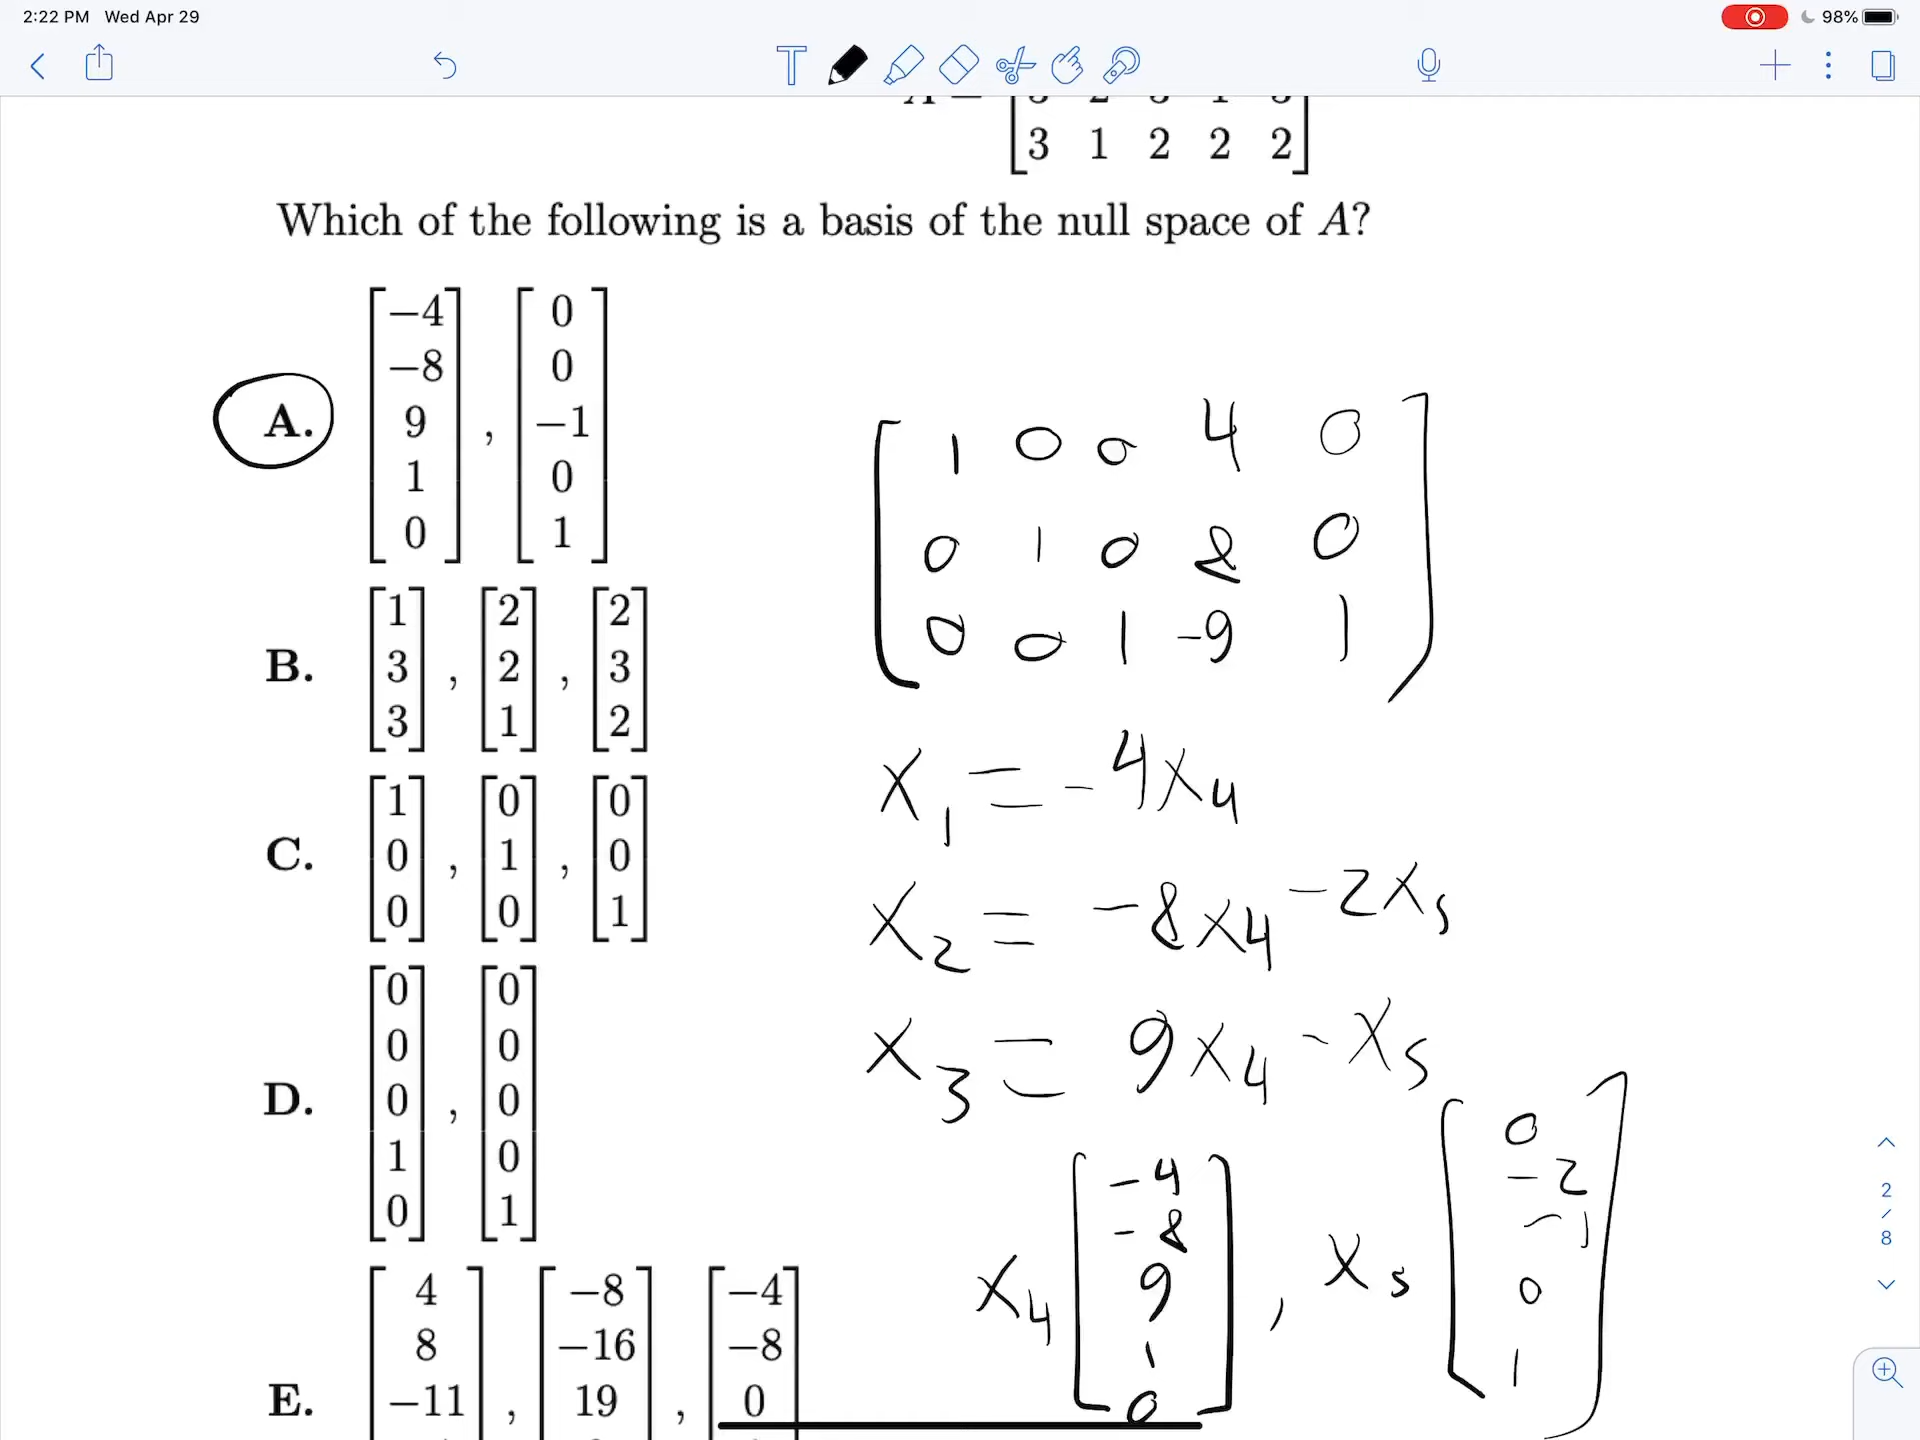 2:22 PM Wed Apr 29
98%
T
3 1 2 2 2
Which of the following is a basis of the null space of A?
A. [-4 -8 9 1 0], [0 0 -1 0 1]
B. [1 3 3], [2 2 1], [2 3 2]
C. [1 0 0], [0 1 0], [0 0 1]
D. [0 0 0 1 0], [0 0 0 0 1]
E. [4 8 -11, [-8 -16 19, [-4 -8 0
1 0 0 4 0
0 1 0 8 0
0 0 1 -9 1
x1 = -4x4
x2 = -8x4 -2x5
x3 = 9x4 - x5
x4 [-4 -8 9 1 0], x5 [0 -2 -1 0 1]
2
/
8